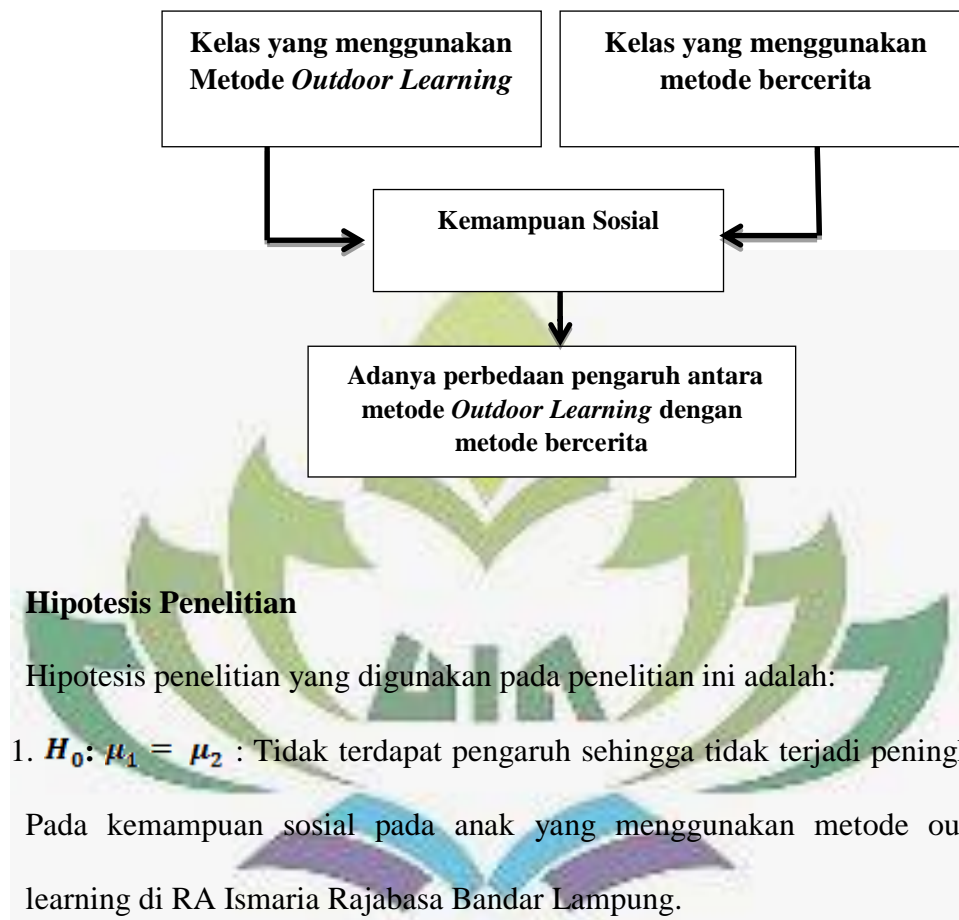 Kelas yang menggunakan
Metode Outdoor Learning
Kelas yang menggunakan
metode bercerita
Kemampuan Sosial
Adanya perbedaan pengaruh antara
metode Outdoor Learning dengan
metode bercerita
Hipotesis Penelitian
Hipotesis penelitian yang digunakan pada penelitian ini adalah:
1. H₀: μ₁ = μ₂ : Tidak terdapat pengaruh sehingga tidak terjadi
Pada kemampuan sosial pada anak yang menggunakan metode
learning di RA Ismaria Rajabasa Bandar Lampung.